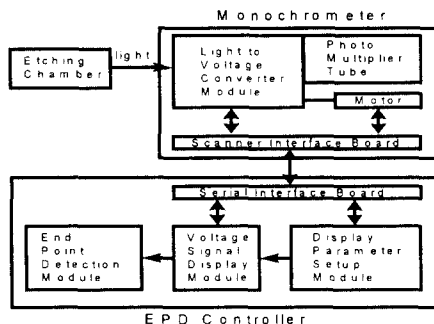 Monochrometer
Etching
Chamber
light
Light to
Voltage
Converter
Module
Photo
Multiplier
Tube
Motor
Scanner Interface Board
Serial Interface Board
End
Point
Detection
Module
Voltage
Signal
Display
Module
Display
Parameter
Setup
Module
EPD Controller